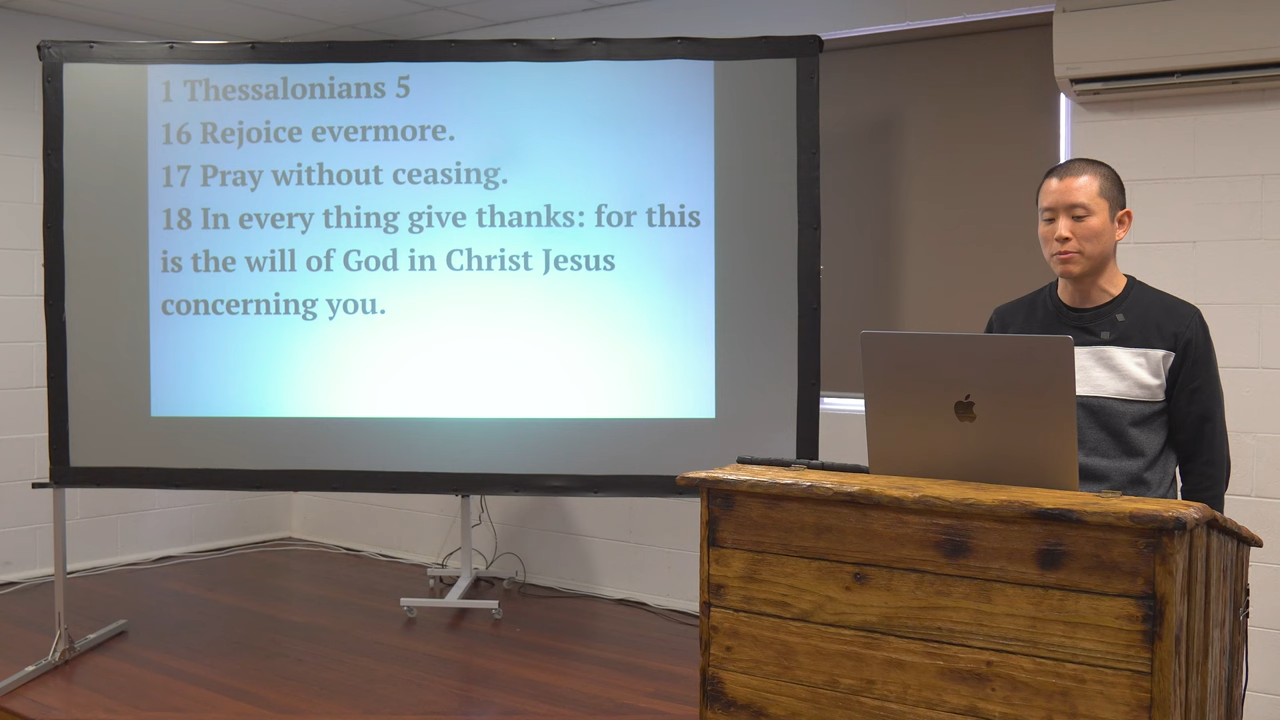 1 Thessalonians 5
16 Rejoice evermore.
17 Pray without ceasing.
18 In every thing give thanks: for this
is the will of God in Christ Jesus
concerning you.